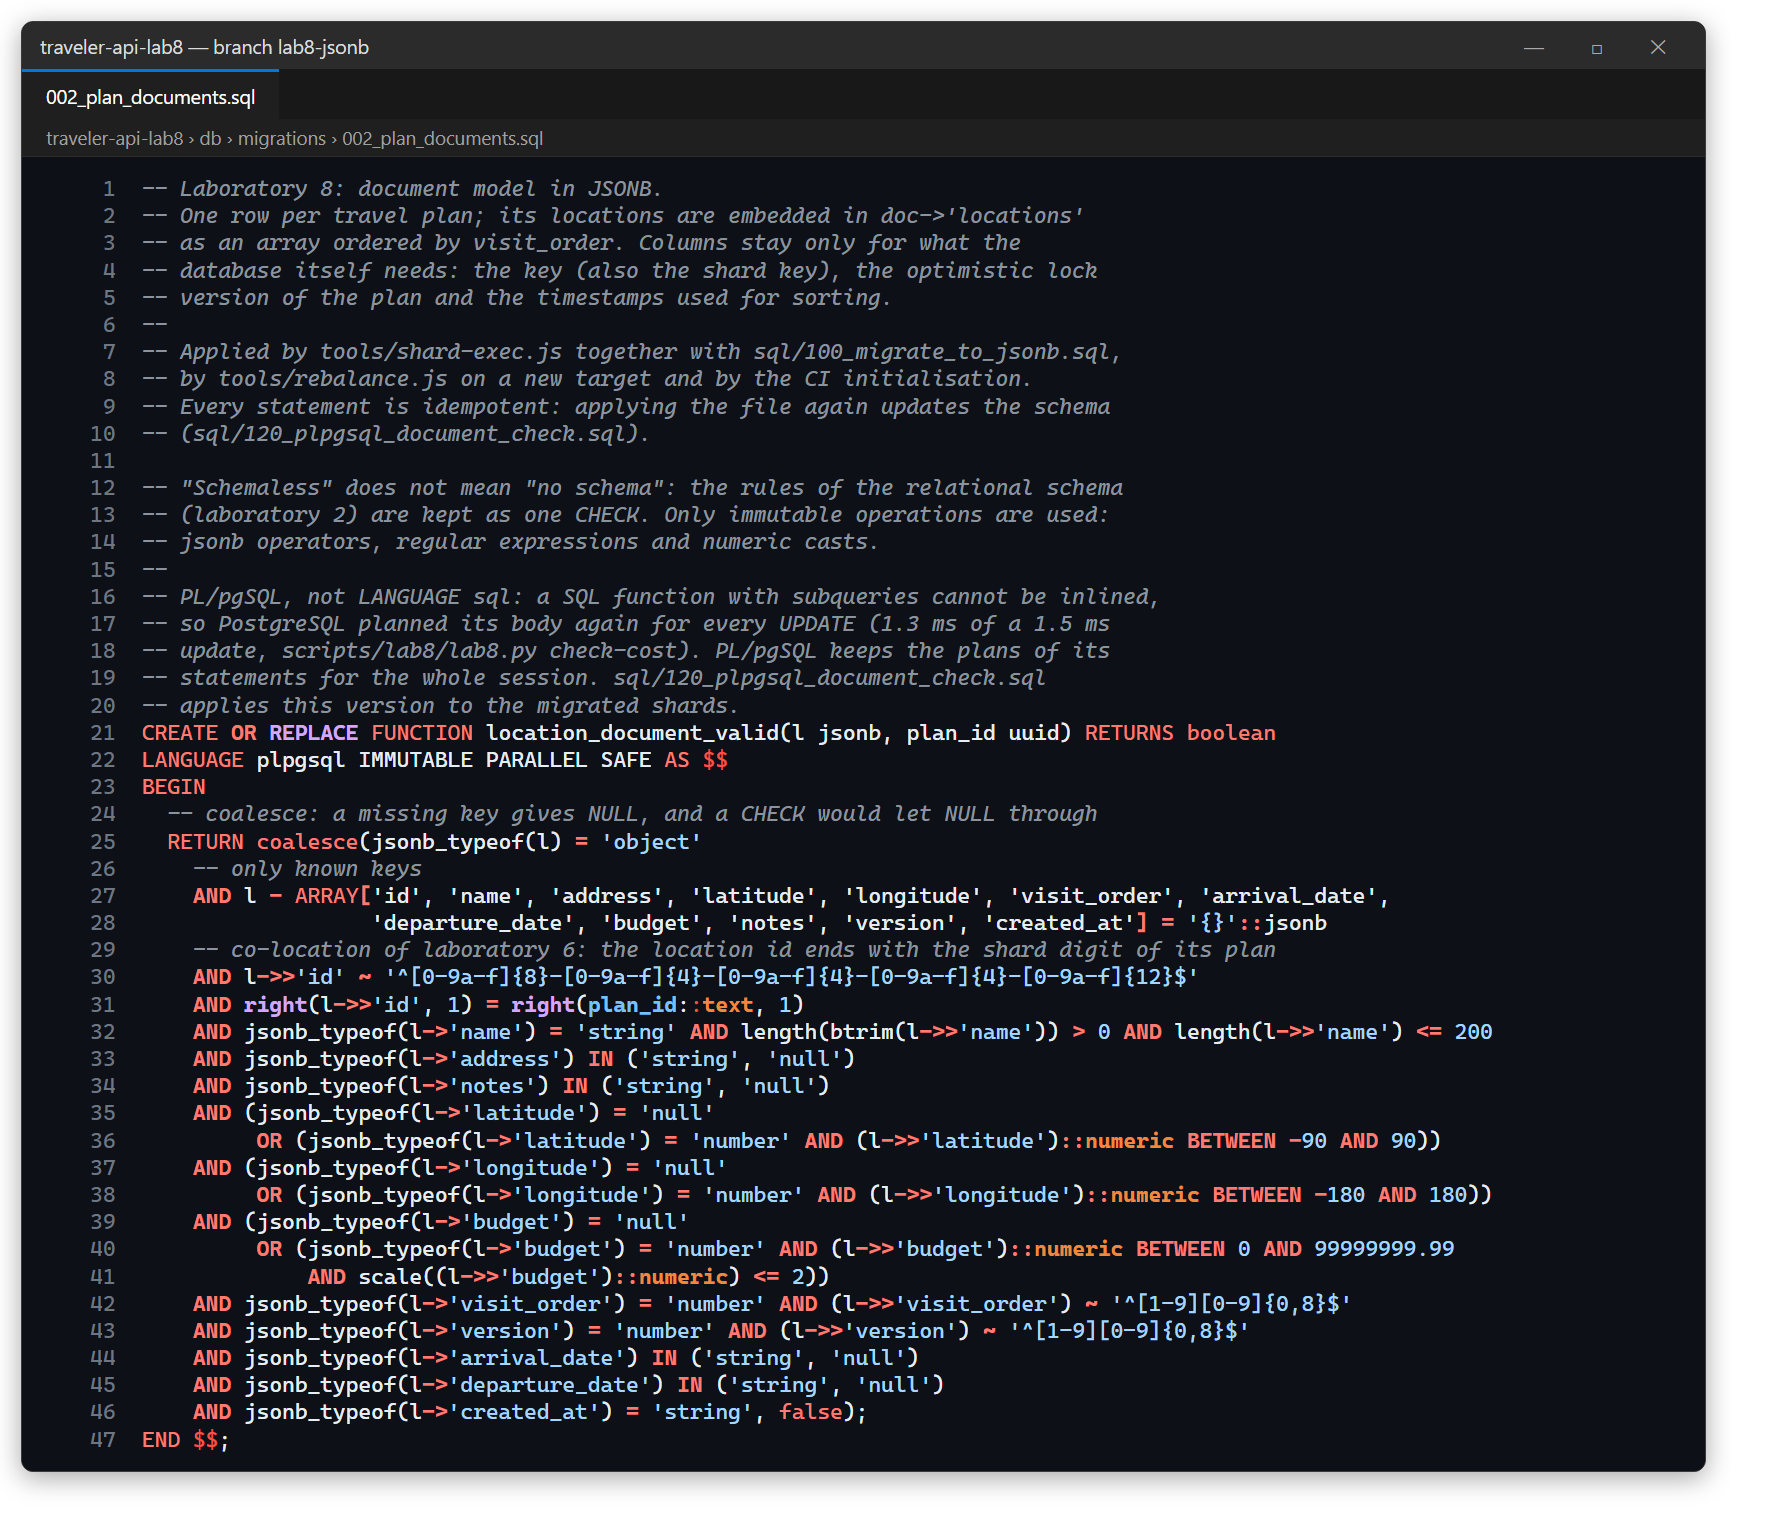 traveler-api-lab8 — branch lab8-jsonb
002_plan_documents.sql
traveler-api-lab8 › db › migrations › 002_plan_documents.sql
1 -- Laboratory 8: document model in JSONB.
2 -- One row per travel plan; its locations are embedded in doc->'locations'
3 -- as an array ordered by visit_order. Columns stay only for what the
4 -- database itself needs: the key (also the shard key), the optimistic lock
5 -- version of the plan and the timestamps used for sorting.
6 --
7 -- Applied by tools/shard-exec.js together with sql/100_migrate_to_jsonb.sql,
8 -- by tools/rebalance.js on a new target and by the CI initialisation.
9 -- Every statement is idempotent: applying the file again updates the schema
10 -- (sql/120_plpgsql_document_check.sql).
11
12 -- "Schemaless" does not mean "no schema": the rules of the relational schema
13 -- (laboratory 2) are kept as one CHECK. Only immutable operations are used:
14 -- jsonb operators, regular expressions and numeric casts.
15 --
16 -- PL/pgSQL, not LANGUAGE sql: a SQL function with subqueries cannot be inlined,
17 -- so PostgreSQL planned its body again for every UPDATE (1.3 ms of a 1.5 ms
18 -- update, scripts/lab8/lab8.py check-cost). PL/pgSQL keeps the plans of its
19 -- statements for the whole session. sql/120_plpgsql_document_check.sql
20 -- applies this version to the migrated shards.
21 CREATE OR REPLACE FUNCTION location_document_valid(l jsonb, plan_id uuid) RETURNS boolean
22 LANGUAGE plpgsql IMMUTABLE PARALLEL SAFE AS $$
23 BEGIN
24   -- coalesce: a missing key gives NULL, and a CHECK would let NULL through
25   RETURN coalesce(jsonb_typeof(l) = 'object'
26     -- only known keys
27     AND l - ARRAY['id', 'name', 'address', 'latitude', 'longitude', 'visit_order', 'arrival_date',
28                   'departure_date', 'budget', 'notes', 'version', 'created_at'] = '{}'::jsonb
29     -- co-location of laboratory 6: the location id ends with the shard digit of its plan
30     AND l->>'id' ~ '^[0-9a-f]{8}-[0-9a-f]{4}-[0-9a-f]{4}-[0-9a-f]{4}-[0-9a-f]{12}$'
31     AND right(l->>'id', 1) = right(plan_id::text, 1)
32     AND jsonb_typeof(l->'name') = 'string' AND length(btrim(l->>'name')) > 0 AND length(l->>'name') <= 200
33     AND jsonb_typeof(l->'address') IN ('string', 'null')
34     AND jsonb_typeof(l->'notes') IN ('string', 'null')
35     AND (jsonb_typeof(l->'latitude') = 'null'
36          OR (jsonb_typeof(l->'latitude') = 'number' AND (l->>'latitude')::numeric BETWEEN -90 AND 90))
37     AND (jsonb_typeof(l->'longitude') = 'null'
38          OR (jsonb_typeof(l->'longitude') = 'number' AND (l->>'longitude')::numeric BETWEEN -180 AND 180))
39     AND (jsonb_typeof(l->'budget') = 'null'
40          OR (jsonb_typeof(l->'budget') = 'number' AND (l->>'budget')::numeric BETWEEN 0 AND 99999999.99
41              AND scale((l->>'budget')::numeric) <= 2))
42     AND jsonb_typeof(l->'visit_order') = 'number' AND (l->>'visit_order') ~ '^[1-9][0-9]{0,8}$'
43     AND jsonb_typeof(l->'version') = 'number' AND (l->>'version') ~ '^[1-9][0-9]{0,8}$'
44     AND jsonb_typeof(l->'arrival_date') IN ('string', 'null')
45     AND jsonb_typeof(l->'departure_date') IN ('string', 'null')
46     AND jsonb_typeof(l->'created_at') = 'string', false);
47 END $$;